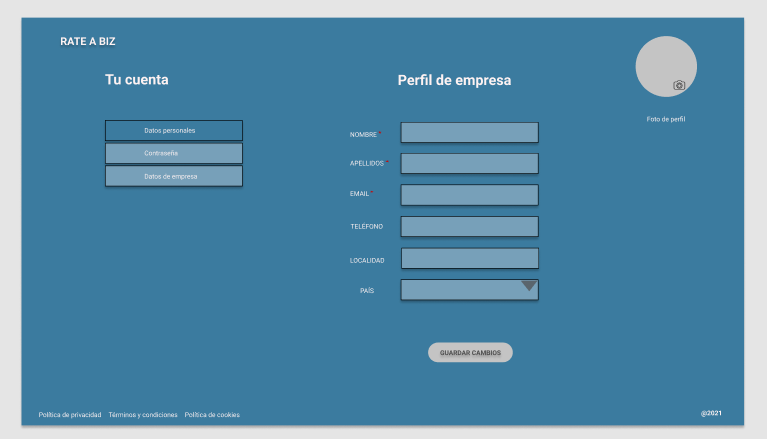 RATE A BIZ
Tu cuenta
Perfil de empresa
Foto de perfil
Datos personales
Contraseña
Datos de empresa
NOMBRE *
APELLIDOS *
EMAIL *
TELÉFONO
LOCALIDAD
PAÍS
GUARDAR CAMBIOS
Política de privacidad Términos y condiciones Política de cookies
@2021